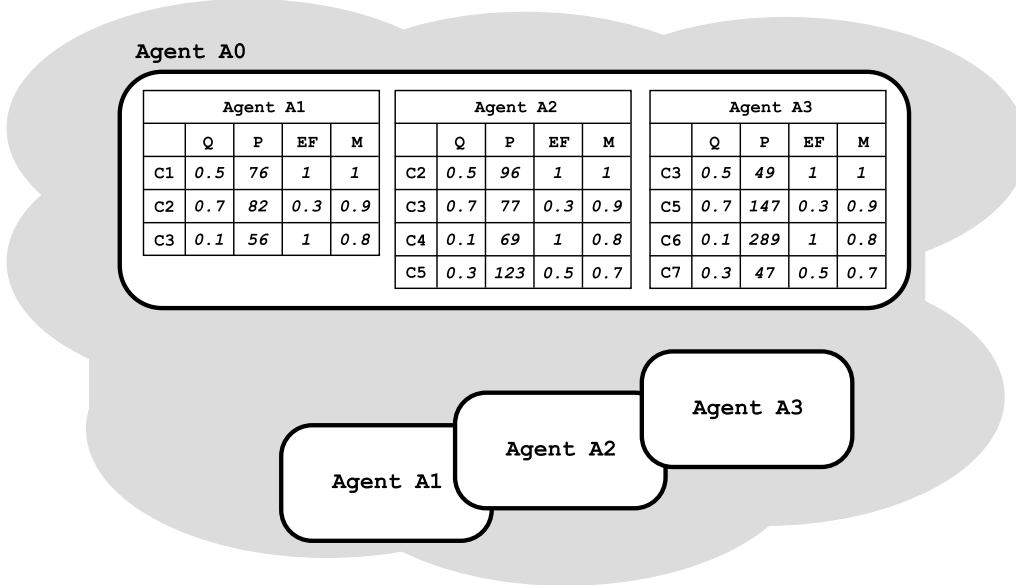 Agent A0
Agent A1
Q P EF M
C1 0.5 76 1 1
C2 0.7 82 0.3 0.9
C3 0.1 56 1 0.8
Agent A2
Q P EF M
C2 0.5 96 1 1
C3 0.7 77 0.3 0.9
C4 0.1 69 1 0.8
C5 0.3 123 0.5 0.7
Agent A3
Q P EF M
C3 0.5 49 1 1
C5 0.7 147 0.3 0.9
C6 0.1 289 1 0.8
C7 0.3 47 0.5 0.7
Agent A3
Agent A2
Agent A1